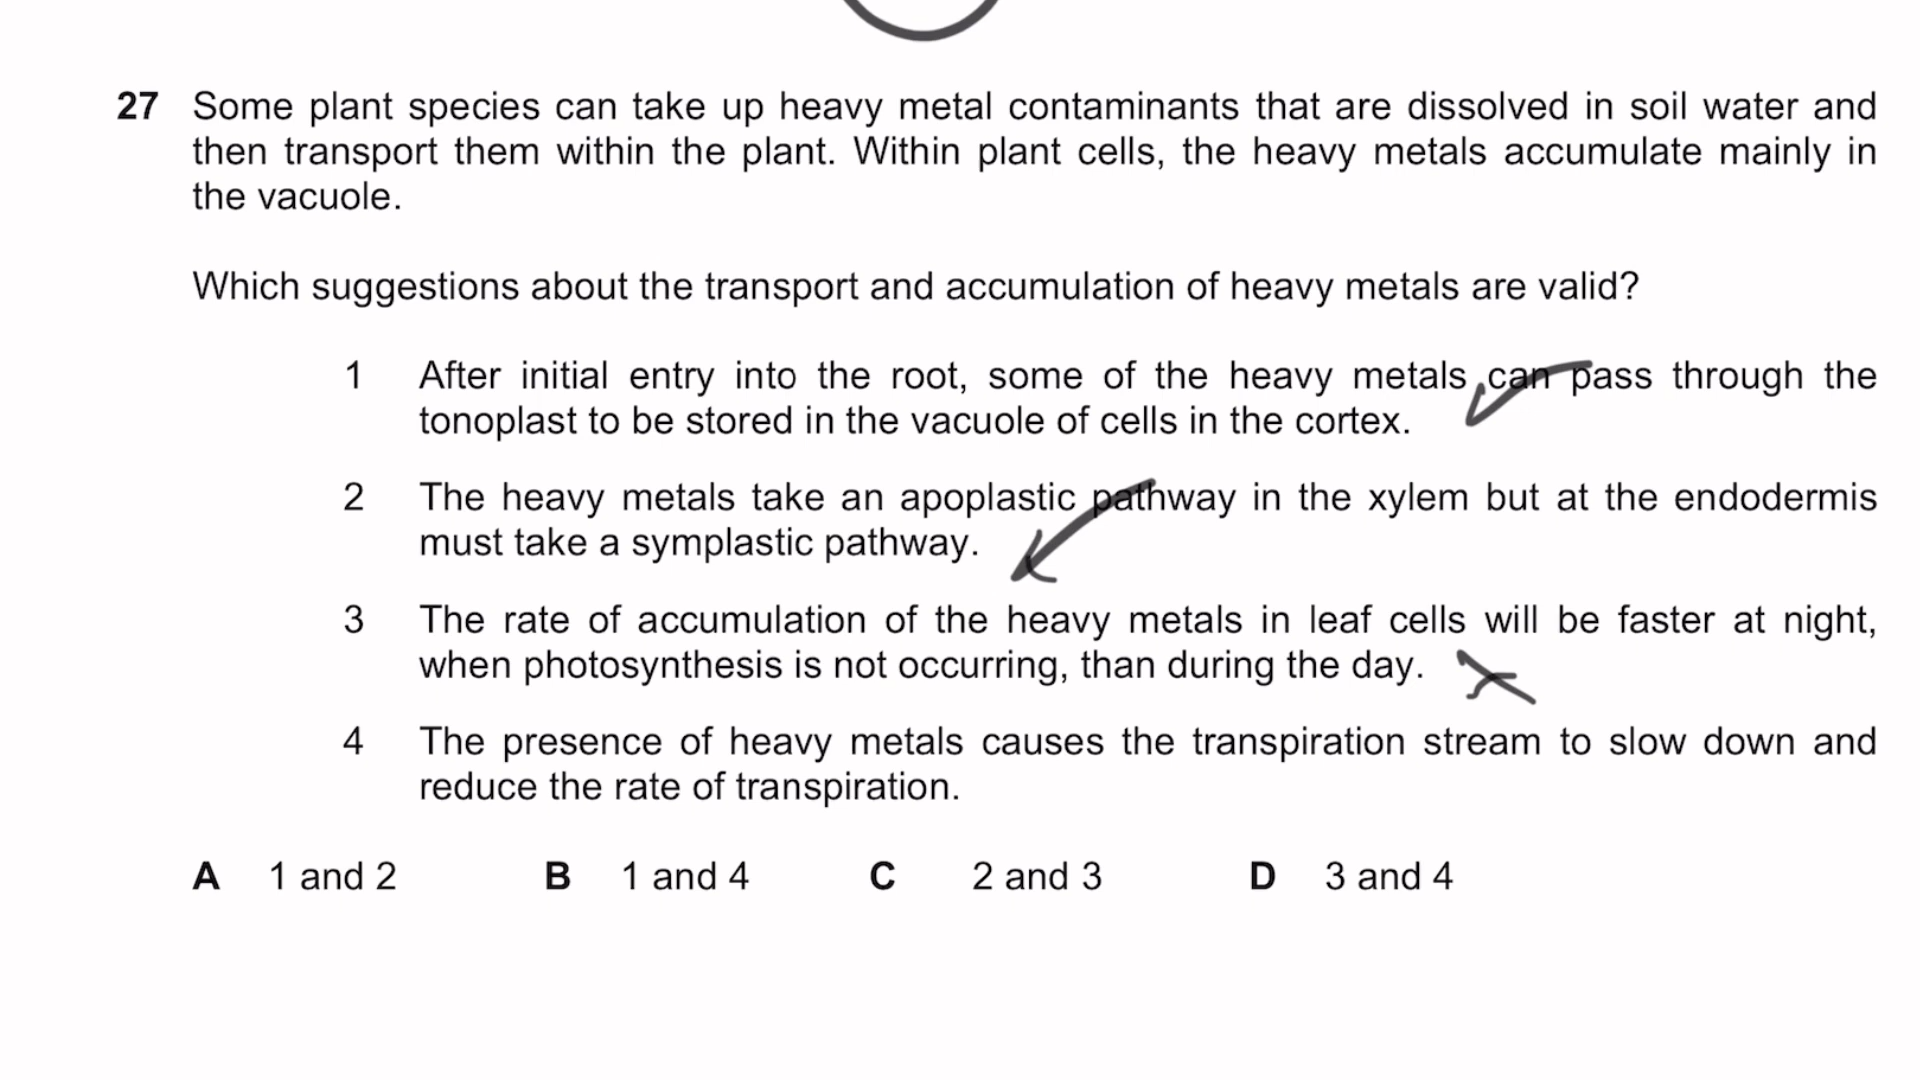 27 Some plant species can take up heavy metal contaminants that are dissolved in soil water and
then transport them within the plant. Within plant cells, the heavy metals accumulate mainly in
the vacuole.
Which suggestions about the transport and accumulation of heavy metals are valid?
1 After initial entry into the root, some of the heavy metals can pass through the
tonoplast to be stored in the vacuole of cells in the cortex.
2 The heavy metals take an apoplastic pathway in the xylem but at the endodermis
must take a symplastic pathway.
3 The rate of accumulation of the heavy metals in leaf cells will be faster at night,
when photosynthesis is not occurring, than during the day.
4 The presence of heavy metals causes the transpiration stream to slow down and
reduce the rate of transpiration.
A 1 and 2 B 1 and 4 C 2 and 3 D 3 and 4